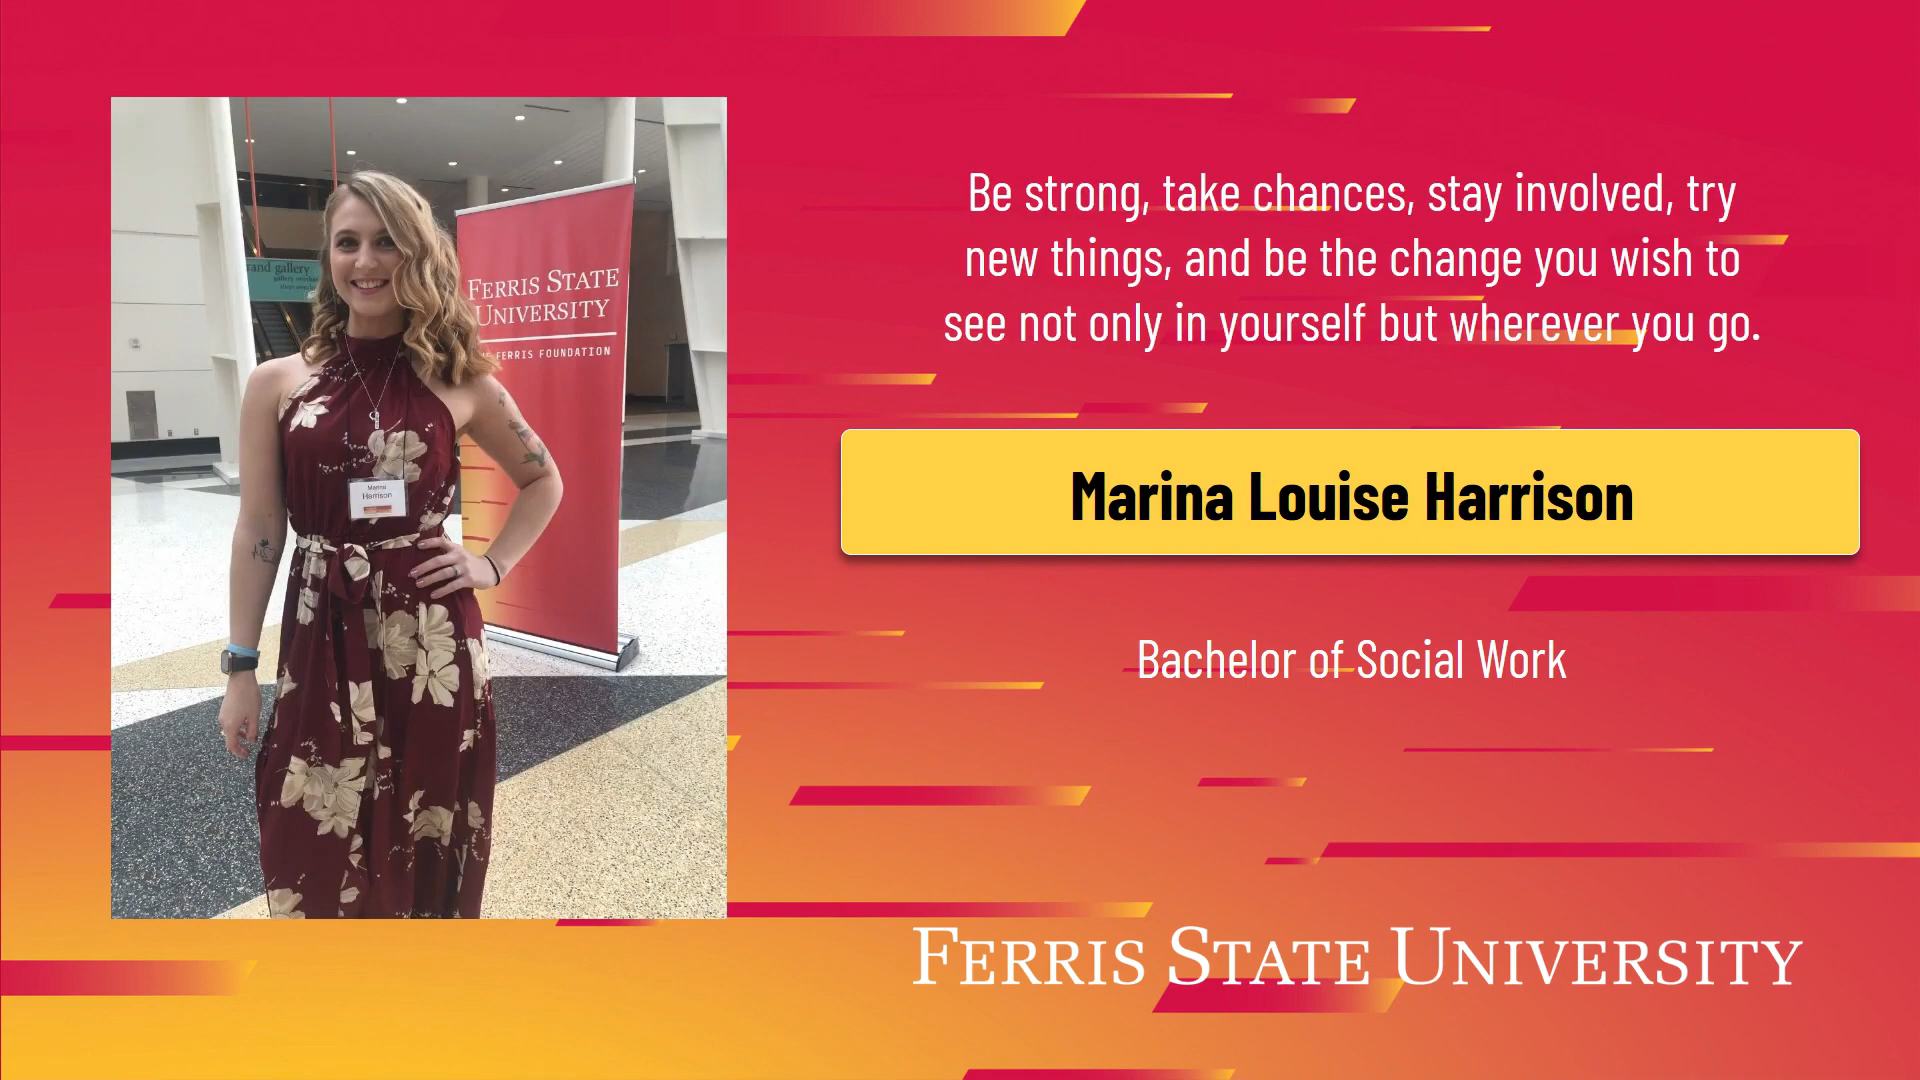 Be strong, take chances, stay involved, try
new things, and be the change you wish to
see not only in yourself but wherever you go.
Marina Louise Harrison
Bachelor of Social Work
FERRIS STATE UNIVERSITY
rand gallery
FERRIS STATE
UNIVERSITY
FERRIS FOUNDATION
Marina
Harrison